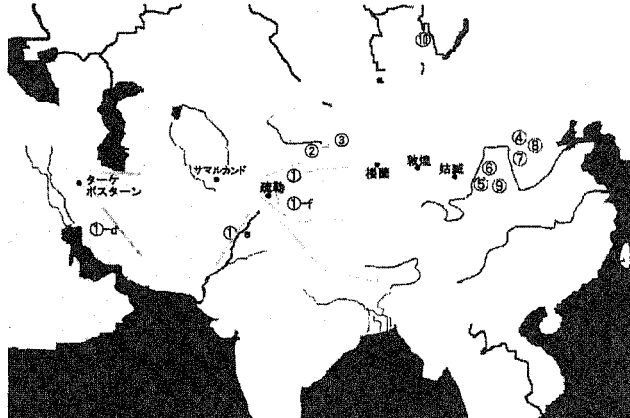 ⑩
④
③
⑧
②
⑦
サマルカンド
①
⑥
楼蘭
敦煌
姑臧
ターケ
ボスターン
疏勒
⑤
⑨
①-f
①-d
①-e